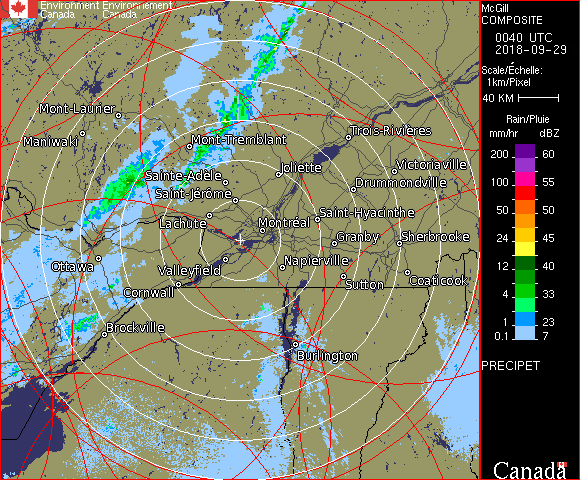 Environment Environnement
Canada Canada
McGill
COMPOSITE
0040 UTC
2018-09-29
Scale/Échelle:
1km/Pixel
40 KM
Rain/Pluie
mm/hr dBZ
200 60
100 55
50 50
24 45
12 40
4 33
1 23
0.1 7
PRECIPET
Canada
Mont-Laurier
Maniwaki
Mont-Tremblant
Trois-Rivières
Sainte-Adèle
Joliette
Victoriaville
Saint-Jérôme
Drummondville
Lachute
Montréal
Saint-Hyacinthe
Granby
Sherbrooke
Ottawa
Valleyfield
Napierville
Cornwall
Sutton
Coaticook
Brockville
Burlington